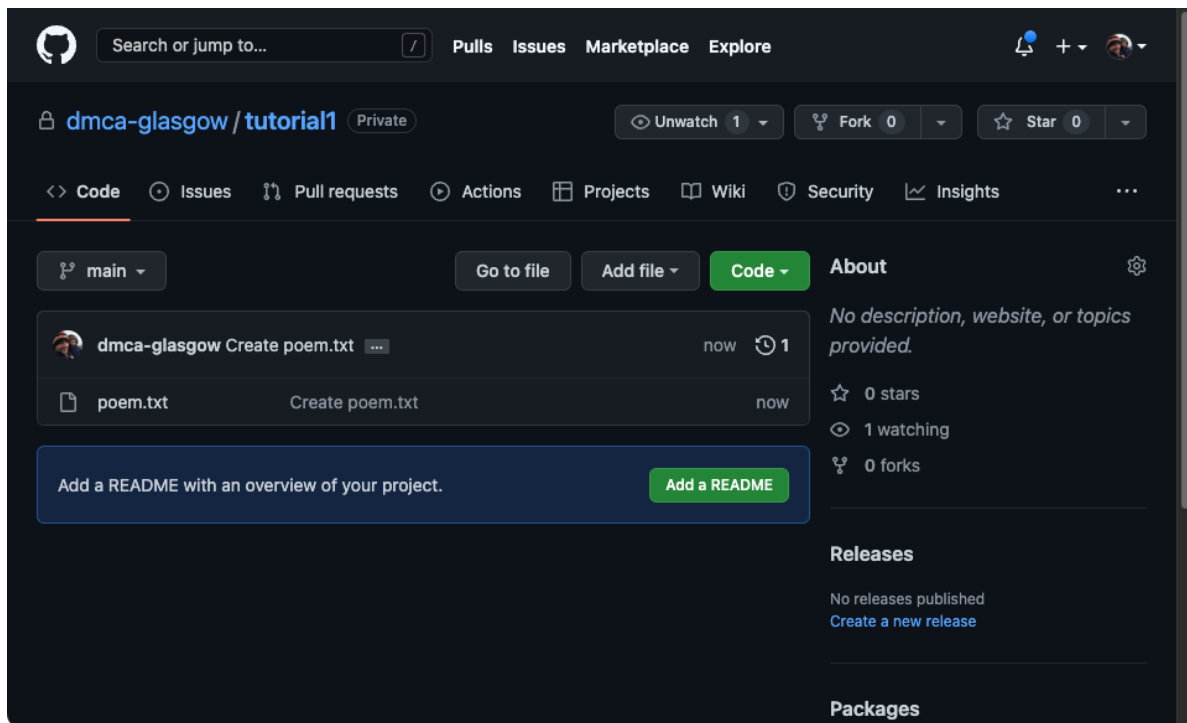 Search or jump to... /
Pulls Issues Marketplace Explore
dmca-glasgow / tutorial1 Private
Unwatch 1 Fork 0 Star 0
Code Issues Pull requests Actions Projects Wiki Security Insights ...
main Go to file Add file Code
dmca-glasgow Create poem.txt ... now 1
poem.txt Create poem.txt now
Add a README with an overview of your project. Add a README
About
No description, website, or topics
provided.
0 stars
1 watching
0 forks
Releases
No releases published
Create a new release
Packages